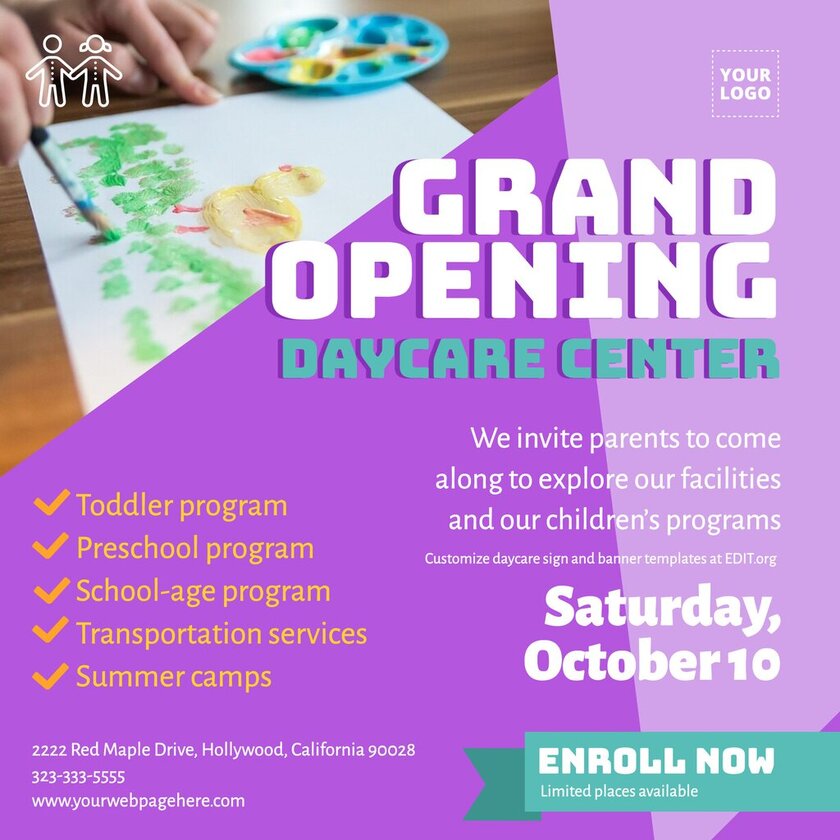 YOUR
LOGO
GRAND
OPENING
DAYCARE CENTER
We invite parents to come
along to explore our facilities
and our children's programs
Customize daycare sign and banner templates at EDIT.org
Saturday,
October 10
Toddler program
Preschool program
School-age program
Transportation services
Summer camps
2222 Red Maple Drive, Hollywood, California 90028
323-333-5555
www.yourwebpagehere.com
ENROLL NOW
Limited places available